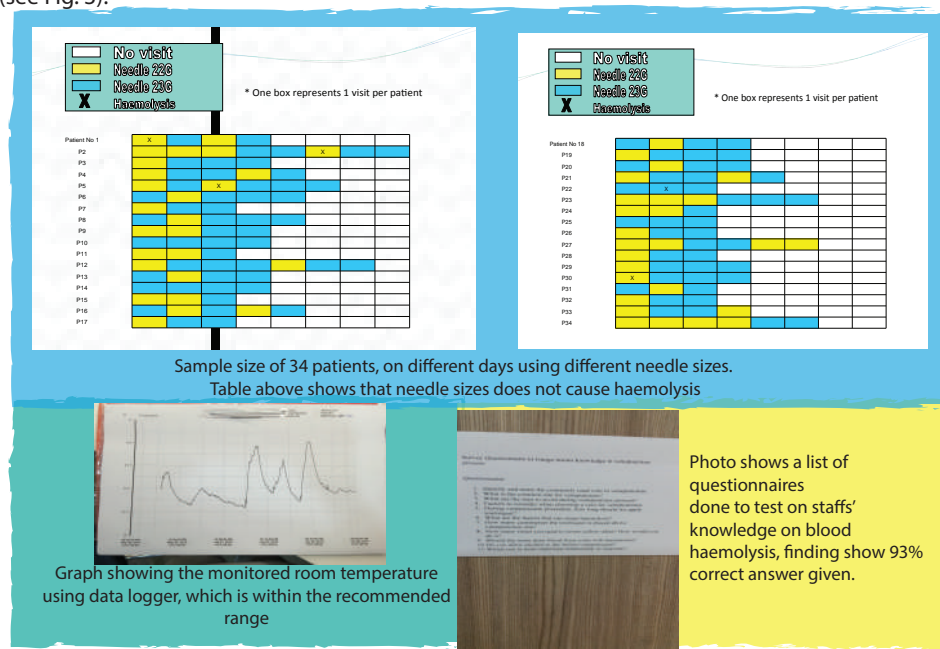 (see Fig. 3).
No visit
Needle 22G
Needle 23G
X Haemolysis
* One box represents 1 visit per patient
Patient No 1 X
P2 X
P3
P4
P5 X
P6
P7
P8
P9
P10
P11
P12
P13
P14
P15
P16
P17
No visit
Needle 22G
Needle 23G
X Haemolysis
* One box represents 1 visit per patient
Patient No 18
P19
P20
P21
P22 X
P23
P24
P25
P26
P27
P28
P29
P30 X
P31
P32
P33
P34
Sample size of 34 patients, on different days using different needle sizes.
Table above shows that needle sizes does not cause haemolysis
Graph showing the monitored room temperature
using data logger, which is within the recommended
range
Photo shows a list of
questionnaires
done to test on staffs'
knowledge on blood
haemolysis, finding show 93%
correct answer given.